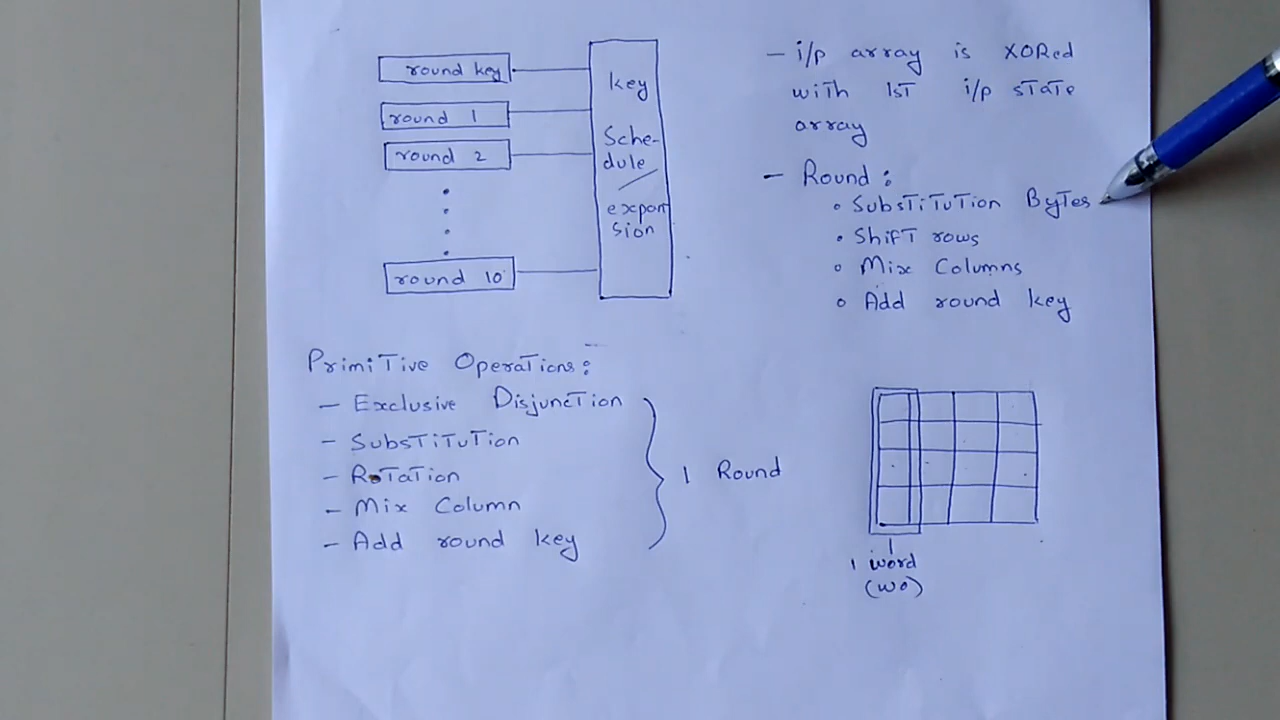 round key
round 1
round 2
round 10
key
Sche-
dule
/
expan
sion
- i/p array is XORed
with 1ST i/p state
array
- Round:
• Substitution Bytes
• Shift rows
• Mix Columns
• Add round key
Primitive Operations:
- Exclusive Disjunction
- Substitution
- Rotation
- Mix Column
- Add round key
1 Round
1 word
(w0)